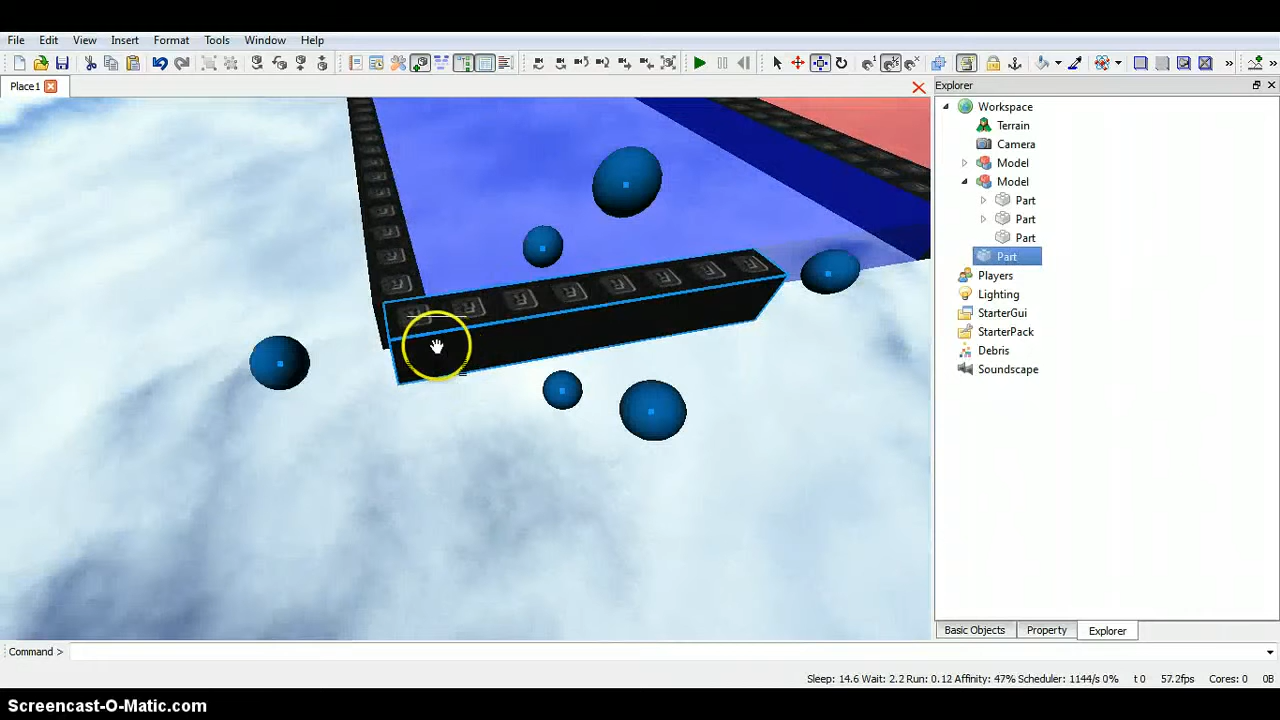 File Edit View Insert Format Tools Window Help
Place1
Explorer
Workspace
Terrain
Camera
Model
Model
Part
Part
Part
Part
Players
Lighting
StarterGui
StarterPack
Debris
Soundscape
Basic Objects Property Explorer
Command >
Sleep: 14.6 Wait: 2.2 Run: 0.12 Affinity: 47% Scheduler: 1144/s 0% t 0 57.2fps Cores: 0 0B
Screencast-O-Matic.com